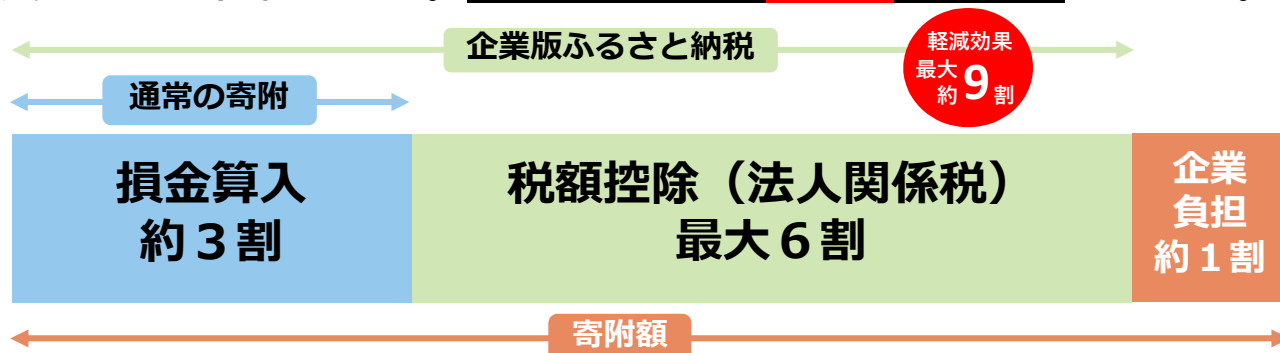 企業版ふるさと納税
軽減効果
最大
約9割
通常の寄附
損金算入
約3割
税額控除（法人関係税）
最大6割
企業
負担
約1割
寄附額